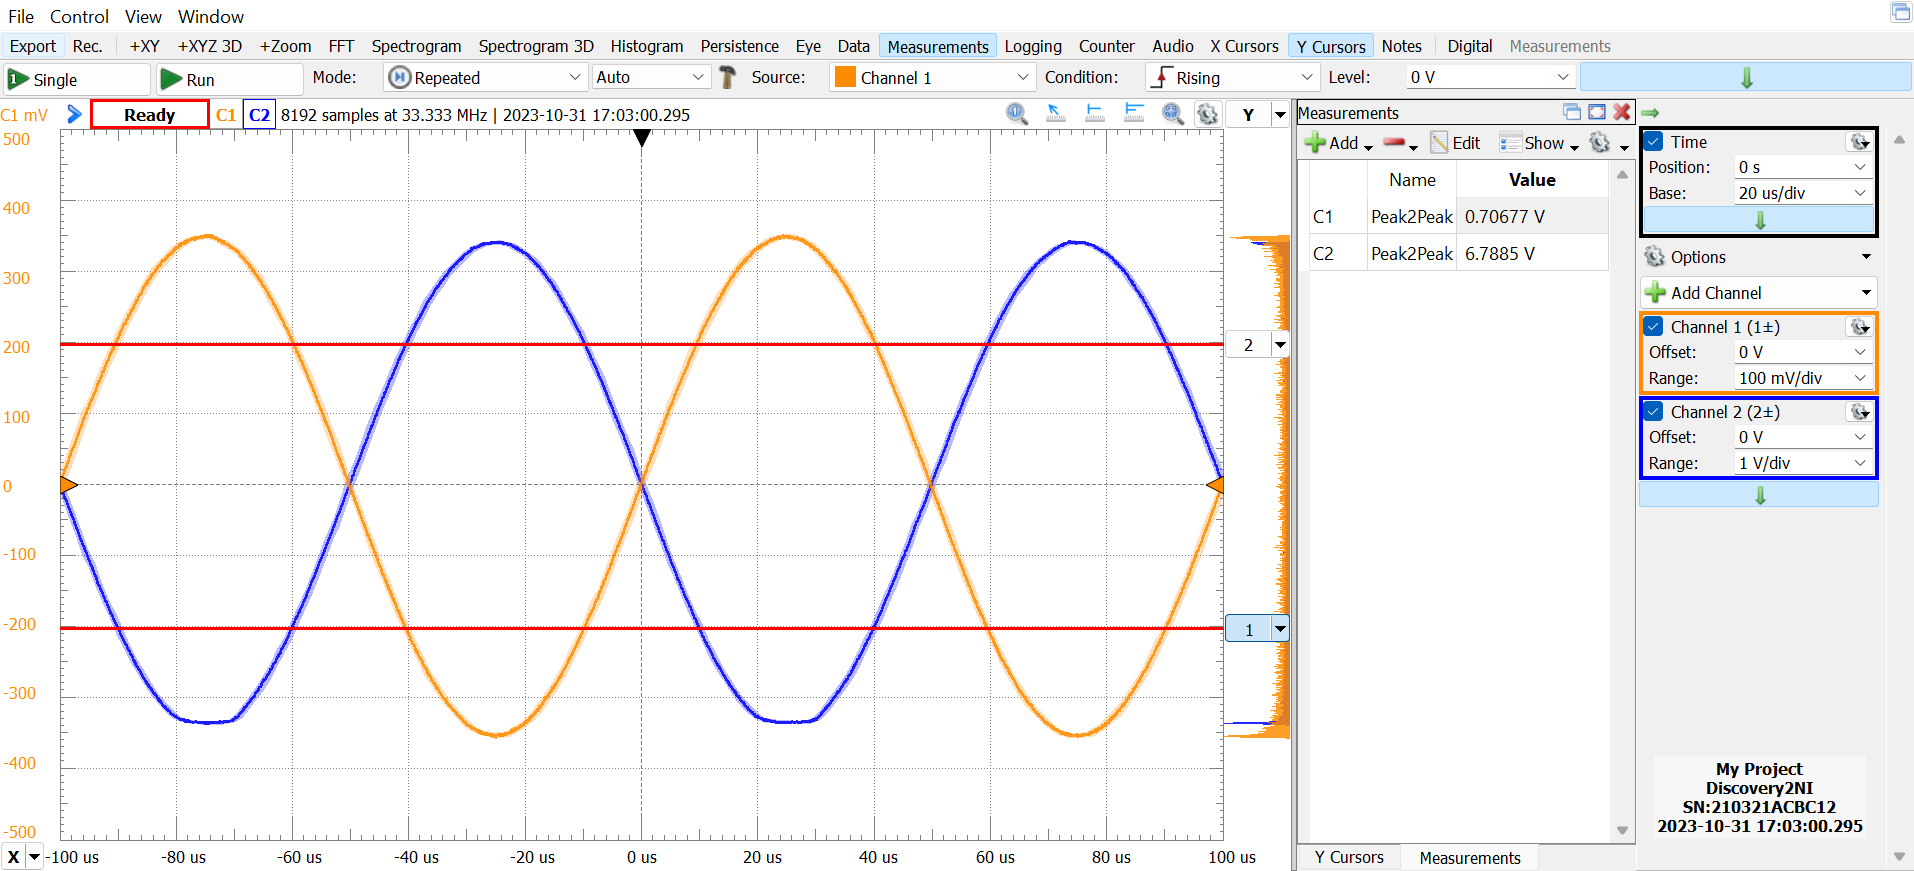 File Control View Window
Export Rec. +XY +XYZ 3D +Zoom FFT Spectrogram Spectrogram 3D Histogram Persistence Eye Data Measurements Logging Counter Audio X Cursors Y Cursors Notes Digital Measurements
1 Single Run Mode: Repeated Auto Source: Channel 1 Condition: Rising Level: 0 V
C1 mV Ready C1 C2 8192 samples at 33.333 MHz | 2023-10-31 17:03:00.295 Y
500
400
300
200
100
0
-100
-200
-300
-400
-500
2
1
X -100 us -80 us -60 us -40 us -20 us 0 us 20 us 40 us 60 us 80 us 100 us
Measurements
Add Edit Show
Name Value
C1 Peak2Peak 0.70677 V
C2 Peak2Peak 6.7885 V
Y Cursors Measurements
Time
Position: 0 s
Base: 20 us/div
Options
Add Channel
Channel 1 (1±)
Offset: 0 V
Range: 100 mV/div
Channel 2 (2±)
Offset: 0 V
Range: 1 V/div
My Project
Discovery2NI
SN:210321ACBC12
2023-10-31 17:03:00.295